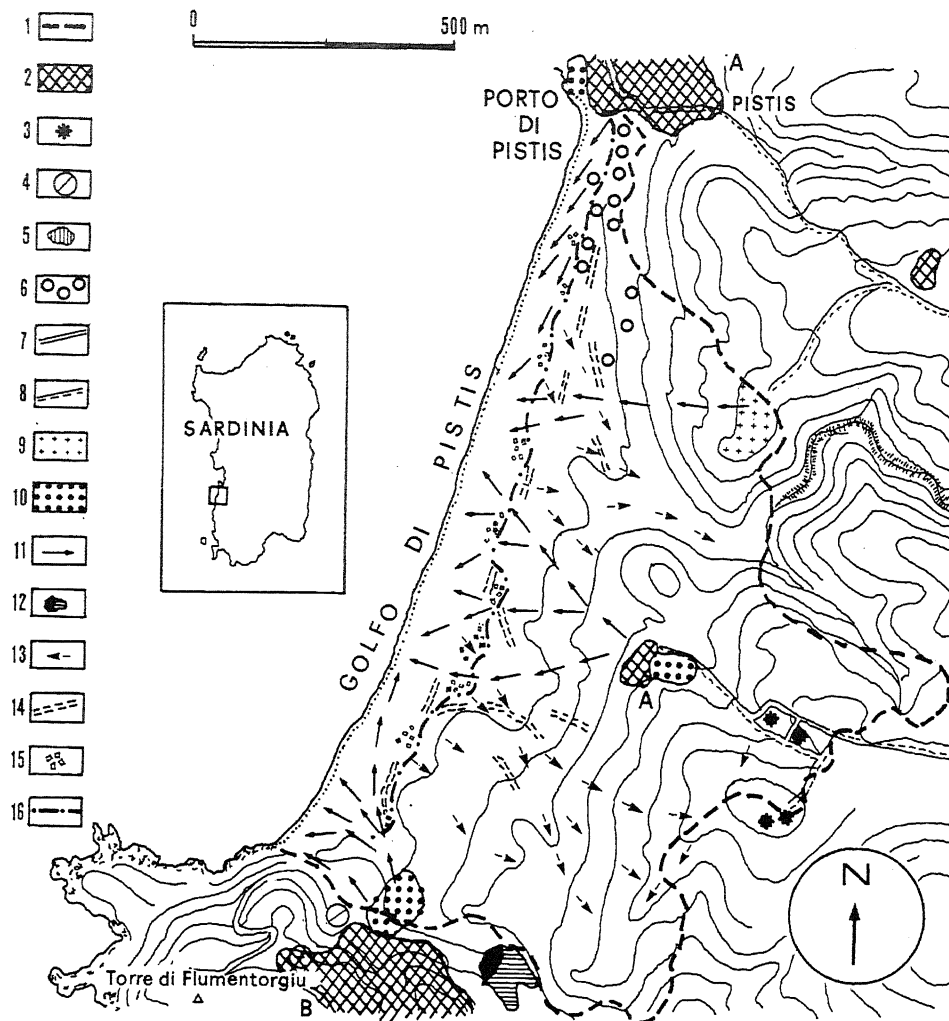 0 500 m
1
2
3
4
5
6
7
8
9
10
11
12
13
14
15
16
A
PISTIS
PORTO
DI
PISTIS
SARDINIA
GOLFO DI PISTIS
A
N
Torre di Flumentorgiu
B